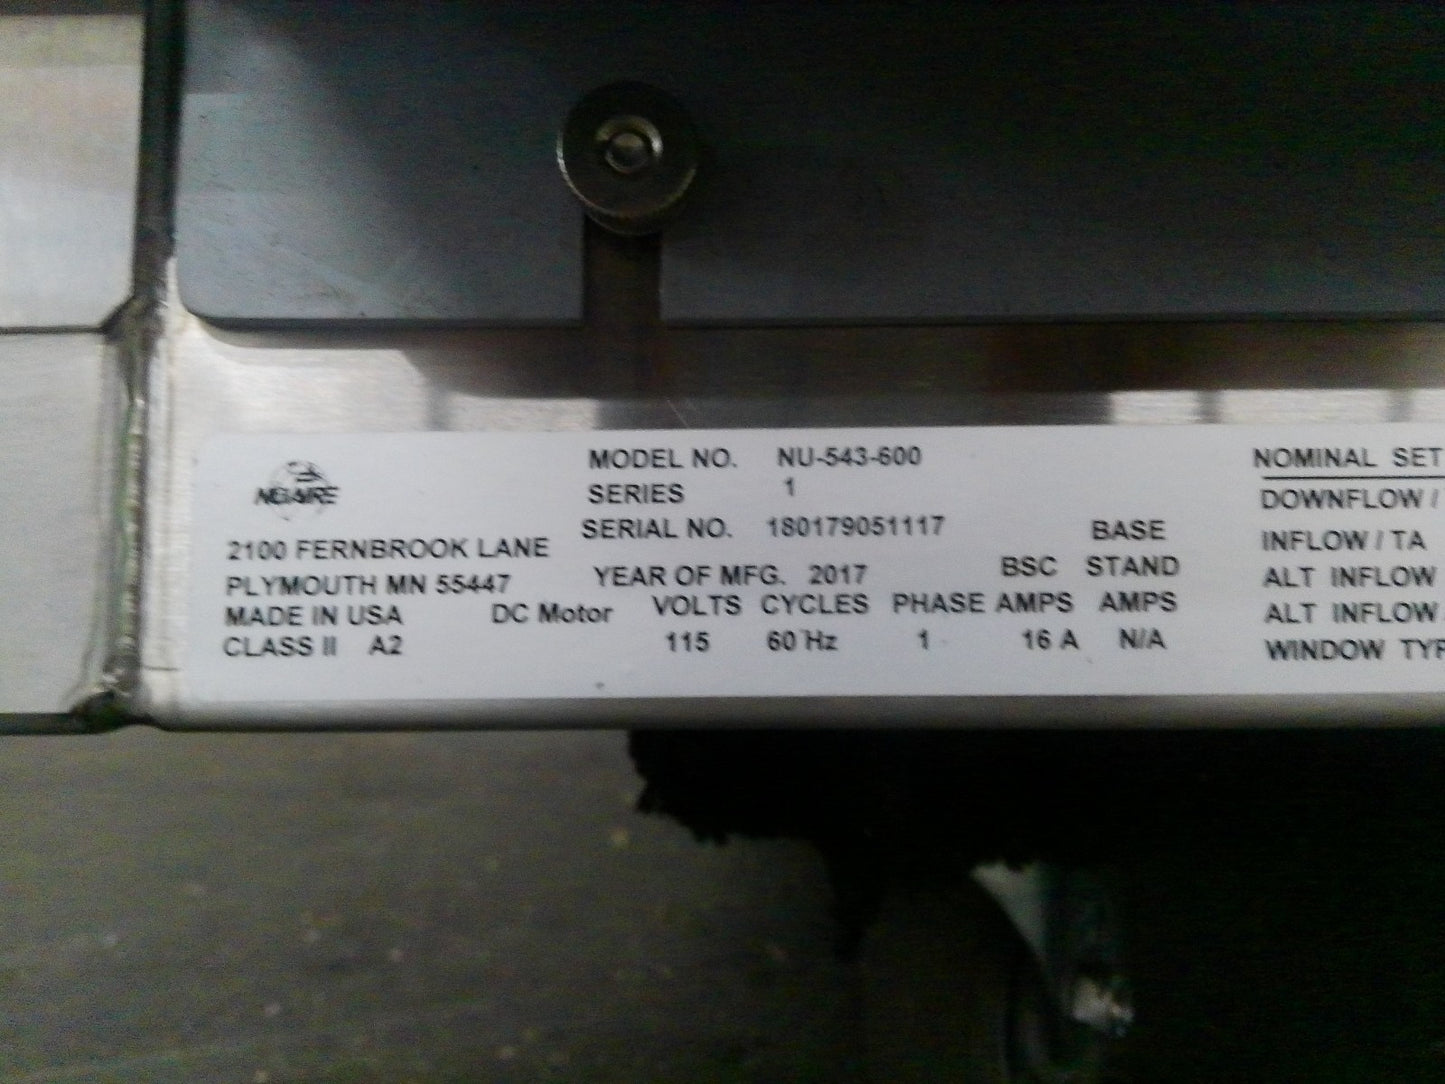 NUAIRE
2100 FERNBROOK LANE
PLYMOUTH MN 55447
MADE IN USA
CLASS II A2
MODEL NO. NU-543-600
SERIES 1
SERIAL NO. 180179051117
YEAR OF MFG. 2017
BASE
BSC STAND
DC Motor VOLTS CYCLES PHASE AMPS AMPS
115 60 Hz 1 16 A N/A
NOMINAL SET
DOWNFLOW /
INFLOW / TA
ALT INFLOW
ALT INFLOW
WINDOW TYP